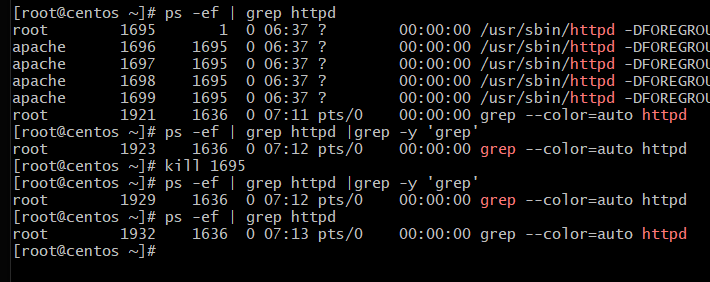 [root@centos ~]# ps -ef | grep httpd
root 1695 1 0 06:37 ? 00:00:00 /usr/sbin/httpd -DFOREGROU
apache 1696 1695 0 06:37 ? 00:00:00 /usr/sbin/httpd -DFOREGROU
apache 1697 1695 0 06:37 ? 00:00:00 /usr/sbin/httpd -DFOREGROU
apache 1698 1695 0 06:37 ? 00:00:00 /usr/sbin/httpd -DFOREGROU
apache 1699 1695 0 06:37 ? 00:00:00 /usr/sbin/httpd -DFOREGROU
root 1921 1636 0 07:11 pts/0 00:00:00 grep --color=auto httpd
[root@centos ~]# ps -ef | grep httpd |grep -y 'grep'
root 1923 1636 0 07:12 pts/0 00:00:00 grep --color=auto httpd
[root@centos ~]# kill 1695
[root@centos ~]# ps -ef | grep httpd |grep -y 'grep'
root 1929 1636 0 07:12 pts/0 00:00:00 grep --color=auto httpd
[root@centos ~]# ps -ef | grep httpd
root 1932 1636 0 07:13 pts/0 00:00:00 grep --color=auto httpd
[root@centos ~]#